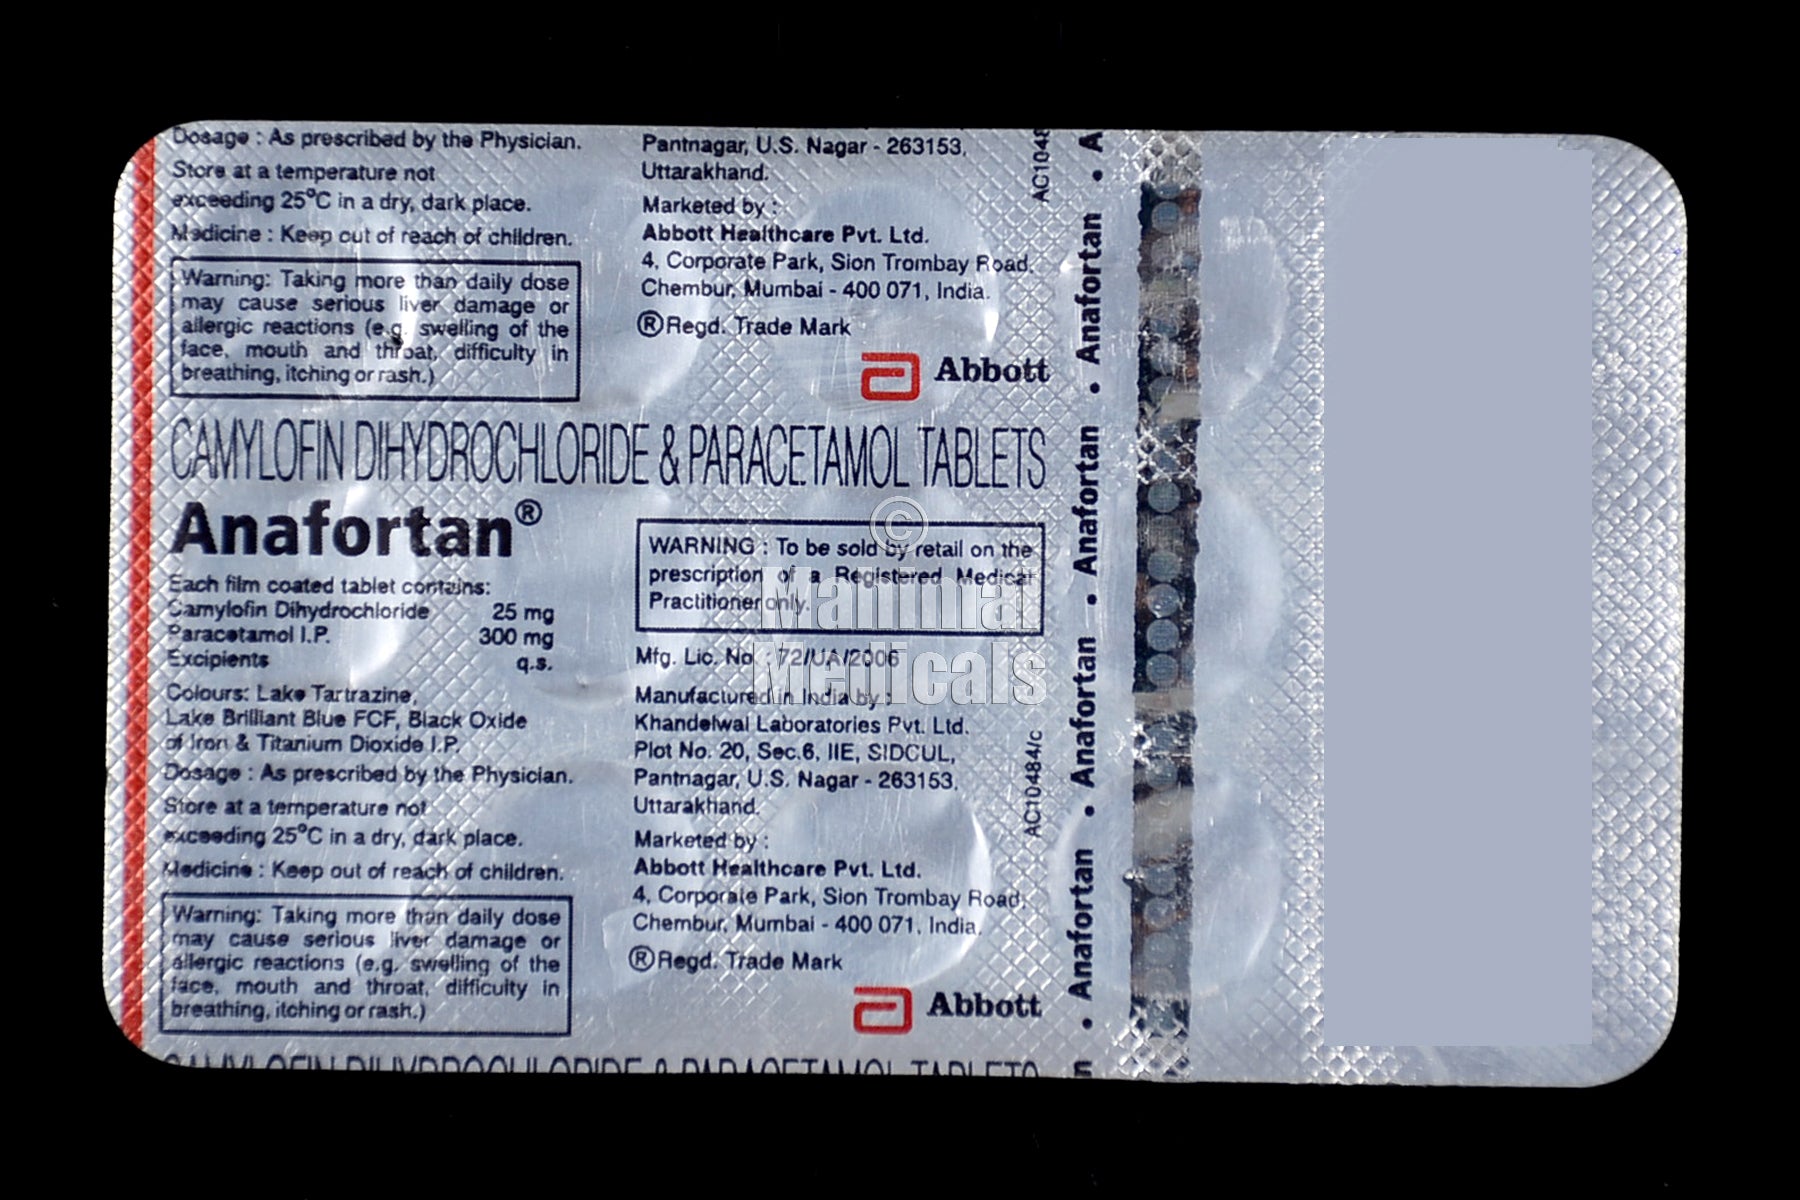 Dosage : As prescribed by the Physician.
Store at a temperature not
exceeding 25°C in a dry, dark place.
Medicine : Keep out of reach of children.
Warning: Taking more than daily dose
may cause serious liver damage or
allergic reactions (e.g. swelling of the
face, mouth and throat, difficulty in
breathing, itching or rash.)
Pantnagar, U.S. Nagar - 263153,
Uttarakhand.
Marketed by :
Abbott Healthcare Pvt. Ltd.
4, Corporate Park, Sion Trombay Road,
Chembur, Mumbai - 400 071, India.
®Regd. Trade Mark
Abbott
AC1048
CAMYLOFIN DIHYDROCHLORIDE & PARACETAMOL TABLETS
Anafortan®
Each film coated tablet contains:
Camylofin Dihydrochloride 25 mg
Paracetamol I.P. 300 mg
Excipients q.s.
Colours: Lake Tartrazine,
Lake Brilliant Blue FCF, Black Oxide
of Iron & Titanium Dioxide I.P.
Dosage : As prescribed by the Physician.
Store at a temperature not
exceeding 25°C in a dry, dark place.
Medicine : Keep out of reach of children.
Warning: Taking more than daily dose
may cause serious liver damage or
allergic reactions (e.g. swelling of the
face, mouth and throat, difficulty in
breathing, itching or rash.)
WARNING : To be sold by retail on the
prescription of a Registered Medical
Practitioner only.
Mfg. Lic. No. : 72/UA/2006
Manufactured in India by :
Khandelwal Laboratories Pvt. Ltd.
Plot No. 20, Sec.6, IIE, SIDCUL,
Pantnagar, U.S. Nagar - 263153,
Uttarakhand.
Marketed by :
Abbott Healthcare Pvt. Ltd.
4, Corporate Park, Sion Trombay Road,
Chembur, Mumbai - 400 071, India.
®Regd. Trade Mark
Abbott
AC10484/c
CAMYLOFIN DIHYDROCHLORIDE & PARACETAMOL TABLETS
n • Anafortan • Anafortan • Anafortan • Anafortan • A
©
Mahimai
Medicals